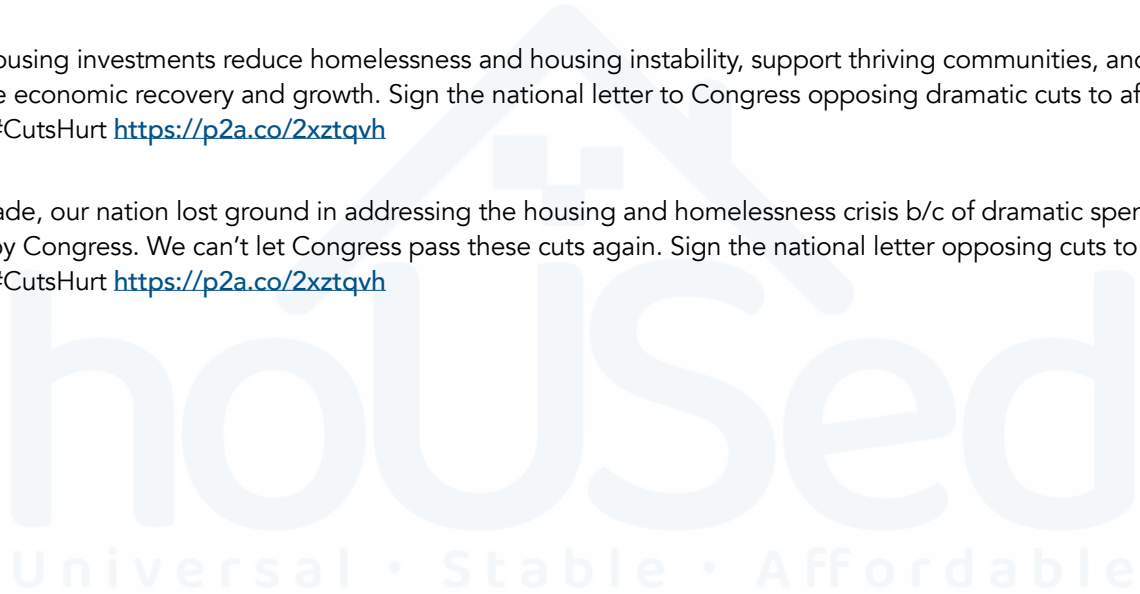 ousing investments reduce homelessness and housing instability, support thriving communities, and
e economic recovery and growth. Sign the national letter to Congress opposing dramatic cuts to af
#CutsHurt https://p2a.co/2xztqvh
ade, our nation lost ground in addressing the housing and homelessness crisis b/c of dramatic spen
by Congress. We can’t let Congress pass these cuts again. Sign the national letter opposing cuts to
#CutsHurt https://p2a.co/2xztqvh
hoUSed
Universal • Stable • Affordable